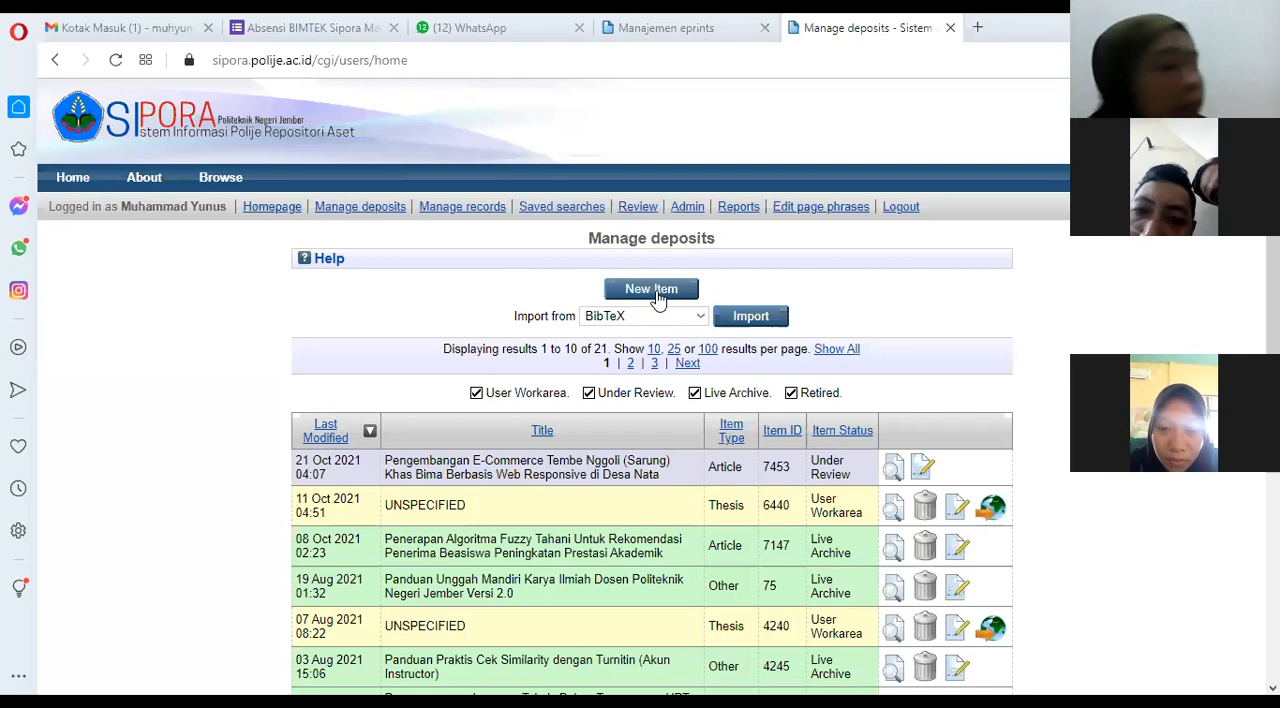 Kotak Masuk (1) - muhyun
Absensi BIMTEK Sipora Ma
(12) WhatsApp
Manajemen eprints
Manage deposits - Sistem
sipora.polije.ac.id/cgi/users/home
SIPORA Politeknik Negeri Jember
Sistem Informasi Polije Repositori Aset
Home About Browse
Logged in as Muhammad Yunus | Homepage | Manage deposits | Manage records | Saved searches | Review | Admin | Reports | Edit page phrases | Logout
Manage deposits
? Help
New Item
Import from BibTeX Import
Displaying results 1 to 10 of 21. Show 10, 25 or 100 results per page. Show All
1 | 2 | 3 | Next
User Workarea. Under Review. Live Archive. Retired.
Last Modified Title Item Type Item ID Item Status
21 Oct 2021 04:07 Pengembangan E-Commerce Tembe Nggoli (Sarung) Khas Bima Berbasis Web Responsive di Desa Nata Article 7453 Under Review
11 Oct 2021 04:51 UNSPECIFIED Thesis 6440 User Workarea
08 Oct 2021 02:23 Penerapan Algoritma Fuzzy Tahani Untuk Rekomendasi Penerima Beasiswa Peningkatan Prestasi Akademik Article 7147 Live Archive
19 Aug 2021 01:32 Panduan Unggah Mandiri Karya Ilmiah Dosen Politeknik Negeri Jember Versi 2.0 Other 75 Live Archive
07 Aug 2021 08:22 UNSPECIFIED Thesis 4240 User Workarea
03 Aug 2021 15:06 Panduan Praktis Cek Similarity dengan Turnitin (Akun Instructor) Other 4245 Live Archive